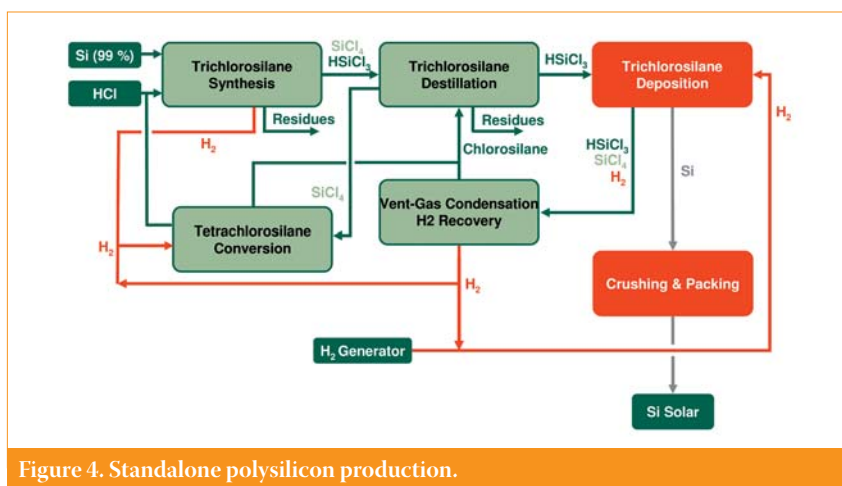 Si (99 %)
HCl
Trichlorosilane
Synthesis
SiCl4
HSiCl3
Trichlorosilane
Destillation
HSiCl3
Trichlorosilane
Deposition
H2
Residues
Residues
H2
Chlorosilane
HSiCl3
SiCl4
H2
Si
SiCl4
Tetrachlorosilane
Conversion
Vent-Gas Condensation
H2 Recovery
H2
H2
Crushing & Packing
H2 Generator
Si Solar
Figure 4. Standalone polysilicon production.